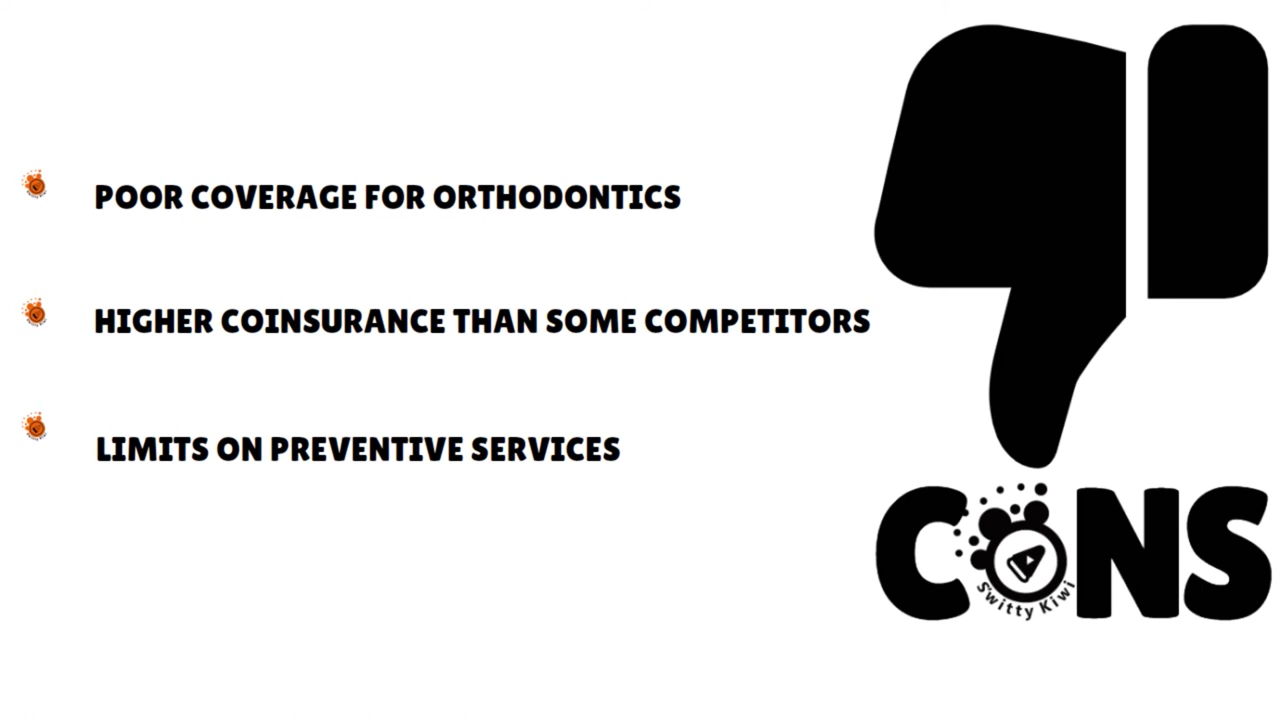 POOR COVERAGE FOR ORTHODONTICS
HIGHER COINSURANCE THAN SOME COMPETITORS
LIMITS ON PREVENTIVE SERVICES
CONS
Switty Kiwi